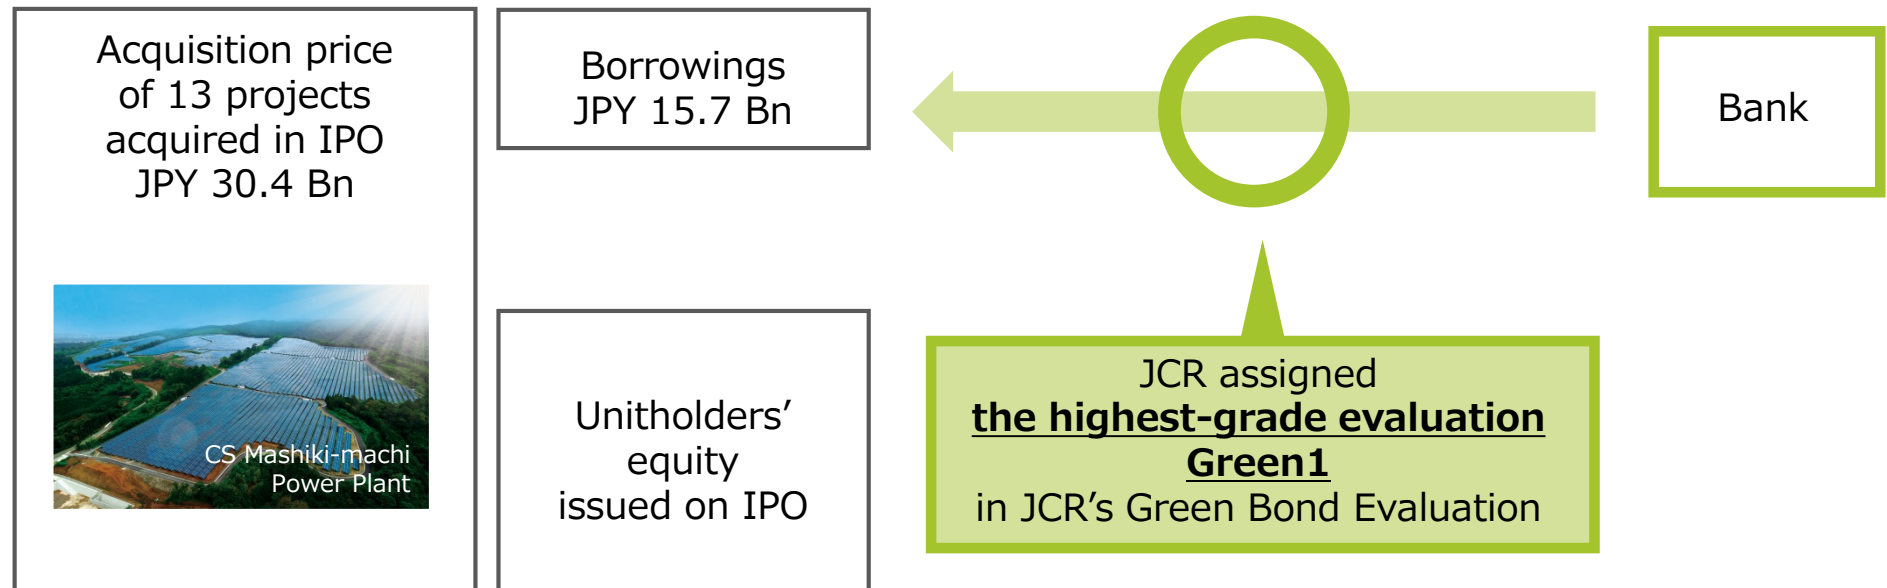 Acquisition price
of 13 projects
acquired in IPO
JPY 30.4 Bn
CS Mashiki-machi
Power Plant
Borrowings
JPY 15.7 Bn
Unitholders’
equity
issued on IPO
JCR assigned
the highest-grade evaluation
Green1
in JCR’s Green Bond Evaluation
Bank